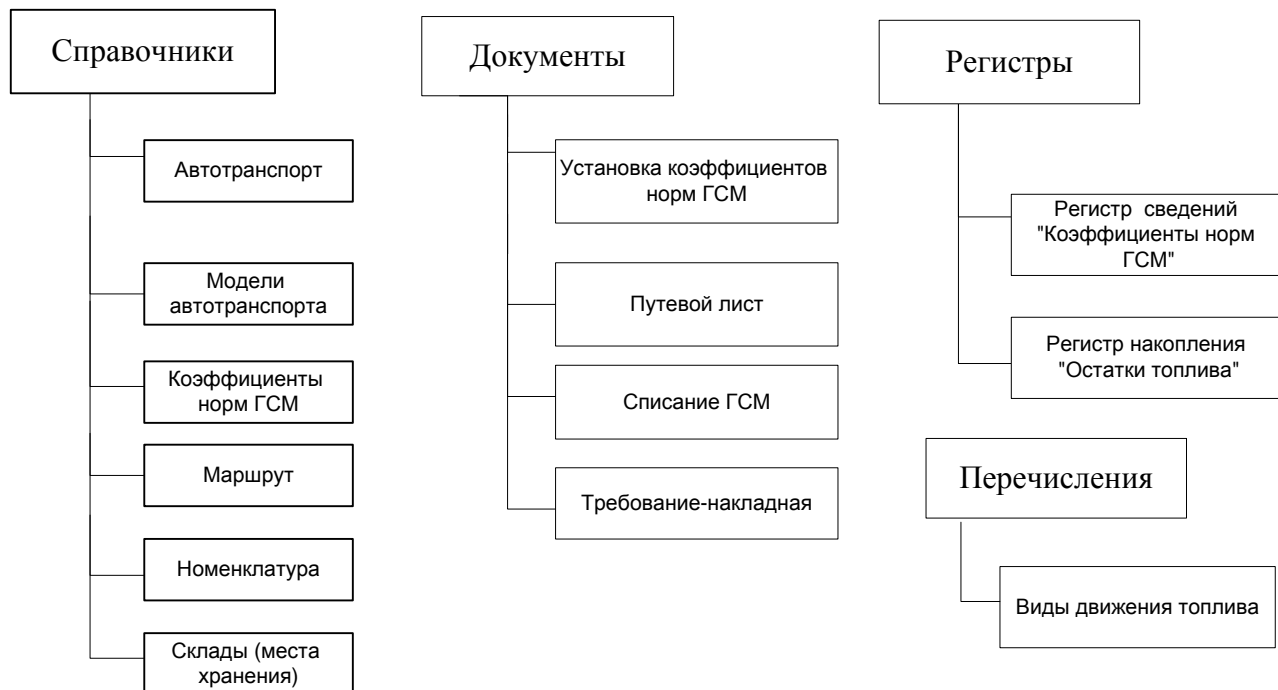 Справочники
Автотранспорт
Модели
автотранспорта
Коэффициенты
норм ГСМ
Маршрут
Номенклатура
Склады (места
хранения)
Документы
Установка коэффициентов
норм ГСМ
Путевой лист
Списание ГСМ
Требование-накладная
Регистры
Регистр сведений
"Коэффициенты норм
ГСМ"
Регистр накопления
"Остатки топлива"
Перечисления
Виды движения топлива